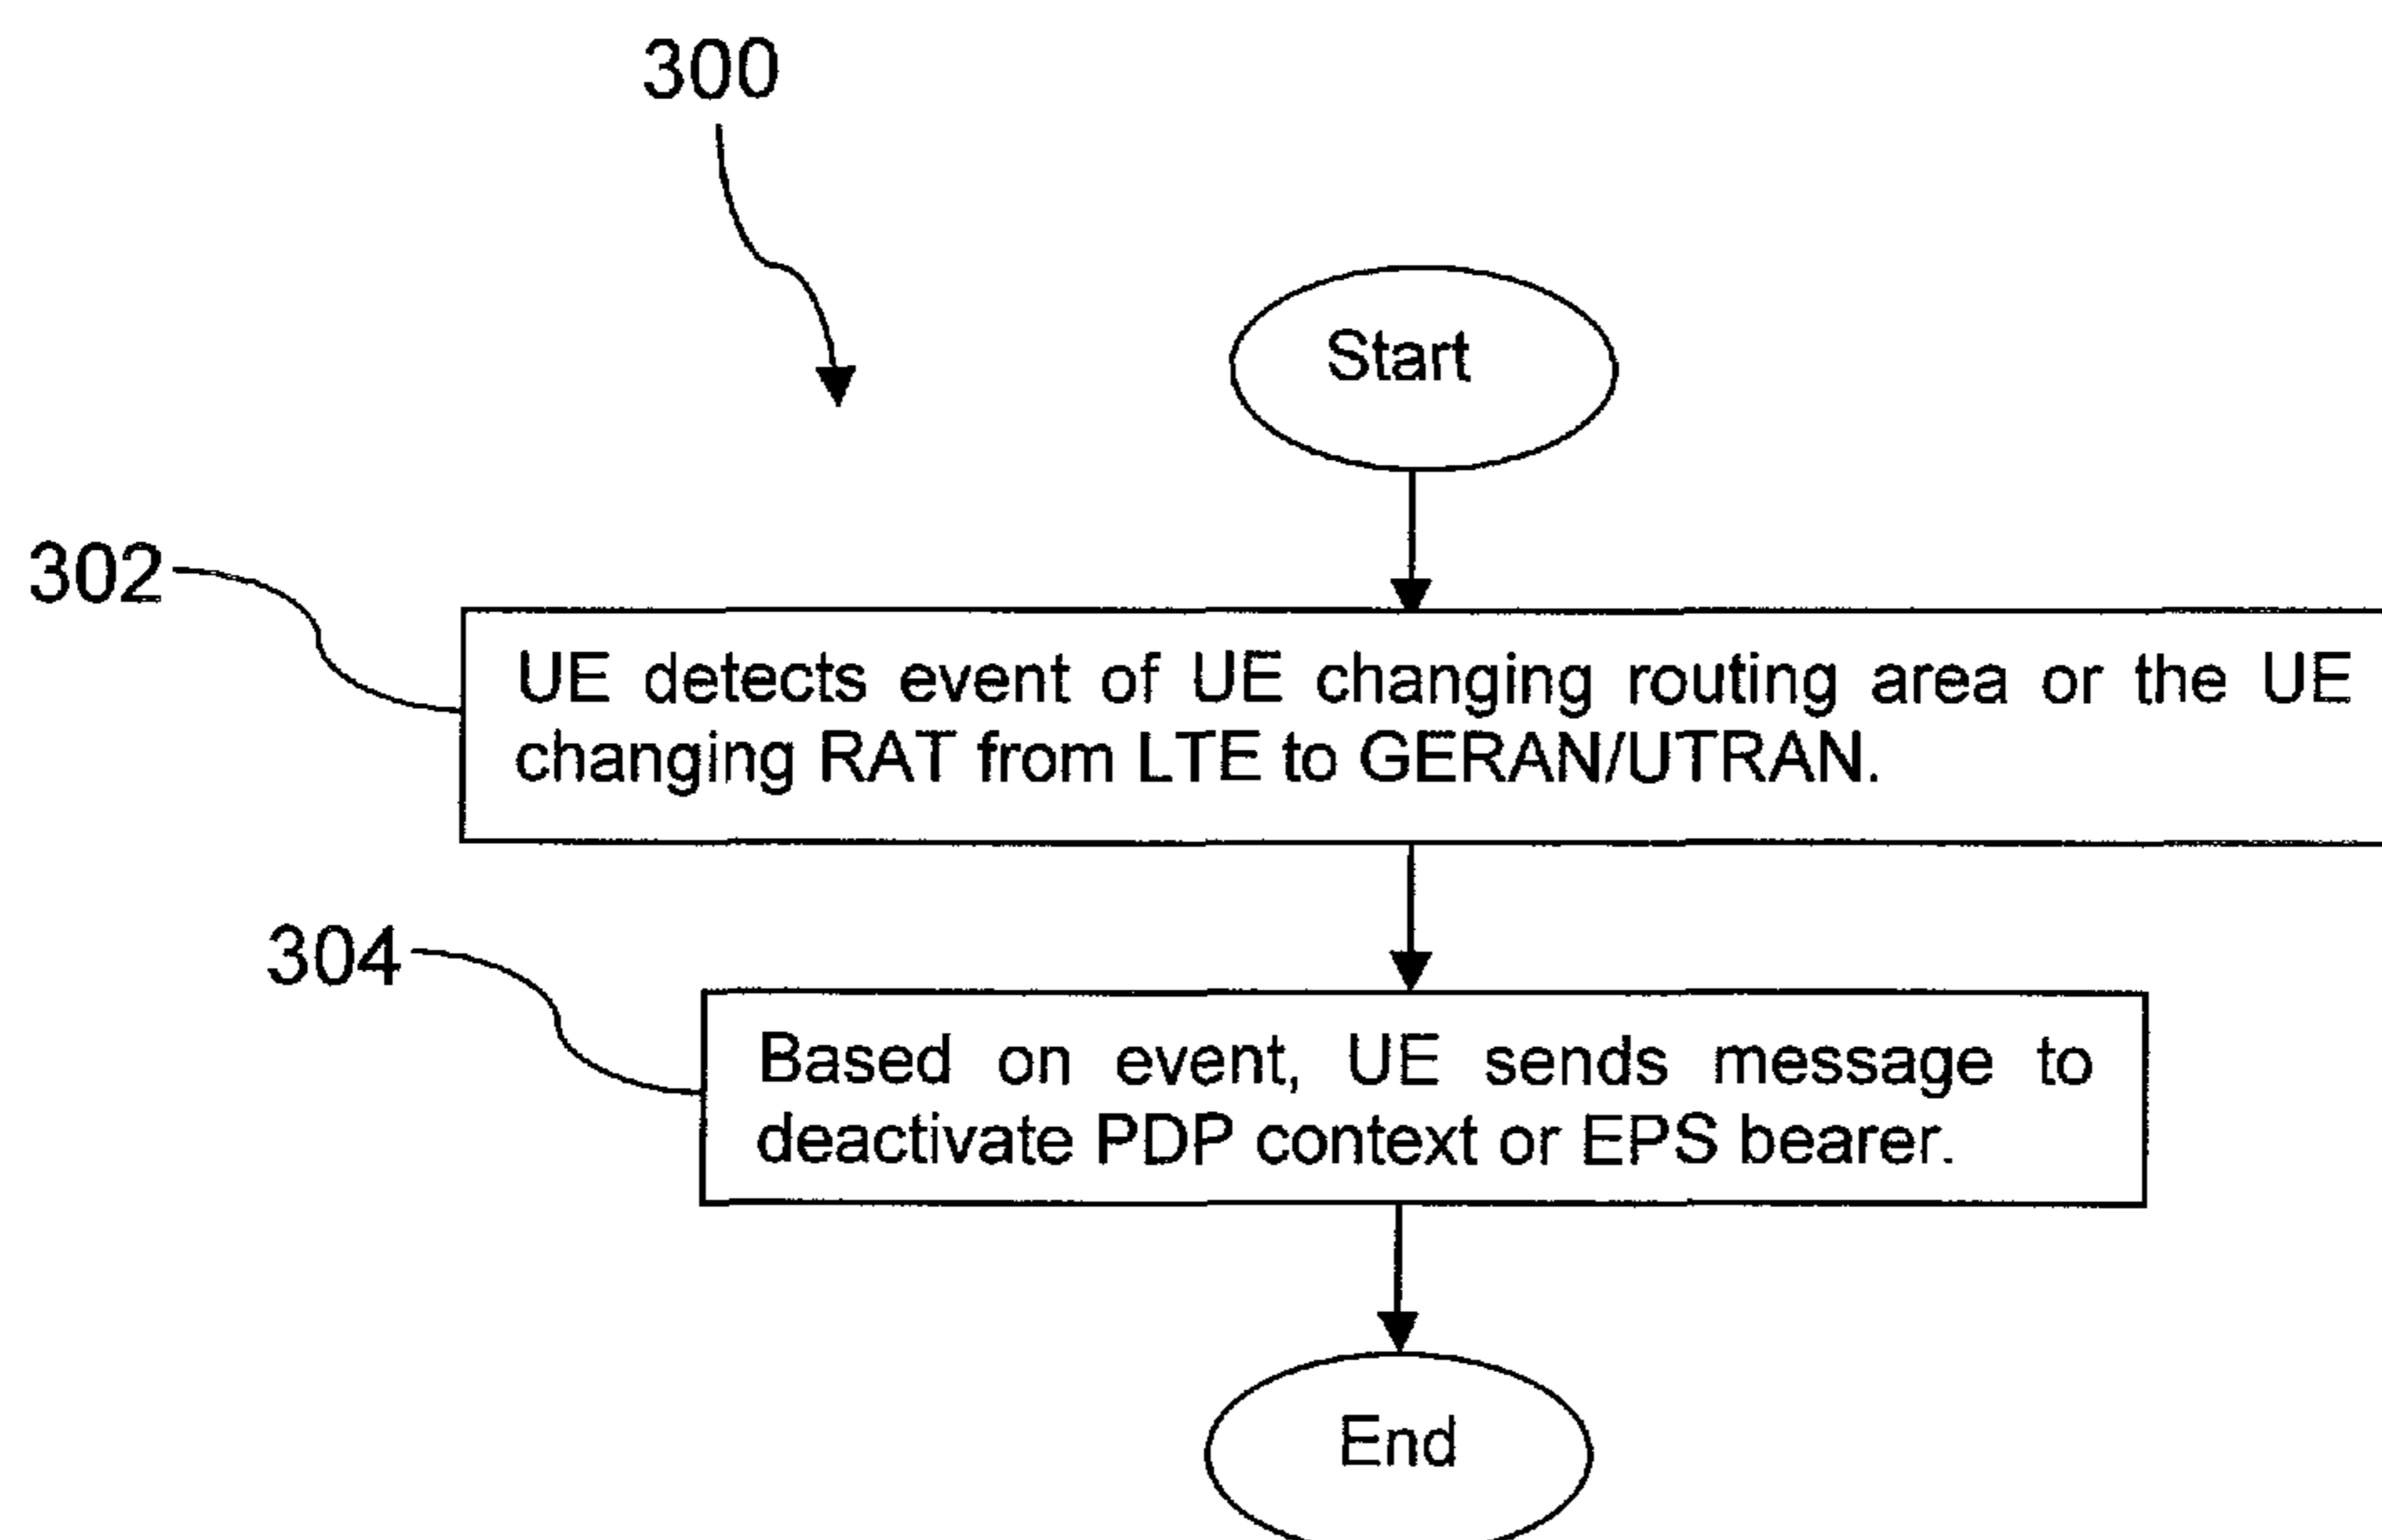 300
Start
302
UE detects event of UE changing routing area or the UE
changing RAT from LTE to GERAN/UTRAN.
304
Based on event, UE sends message to
deactivate PDP context or EPS bearer.
End